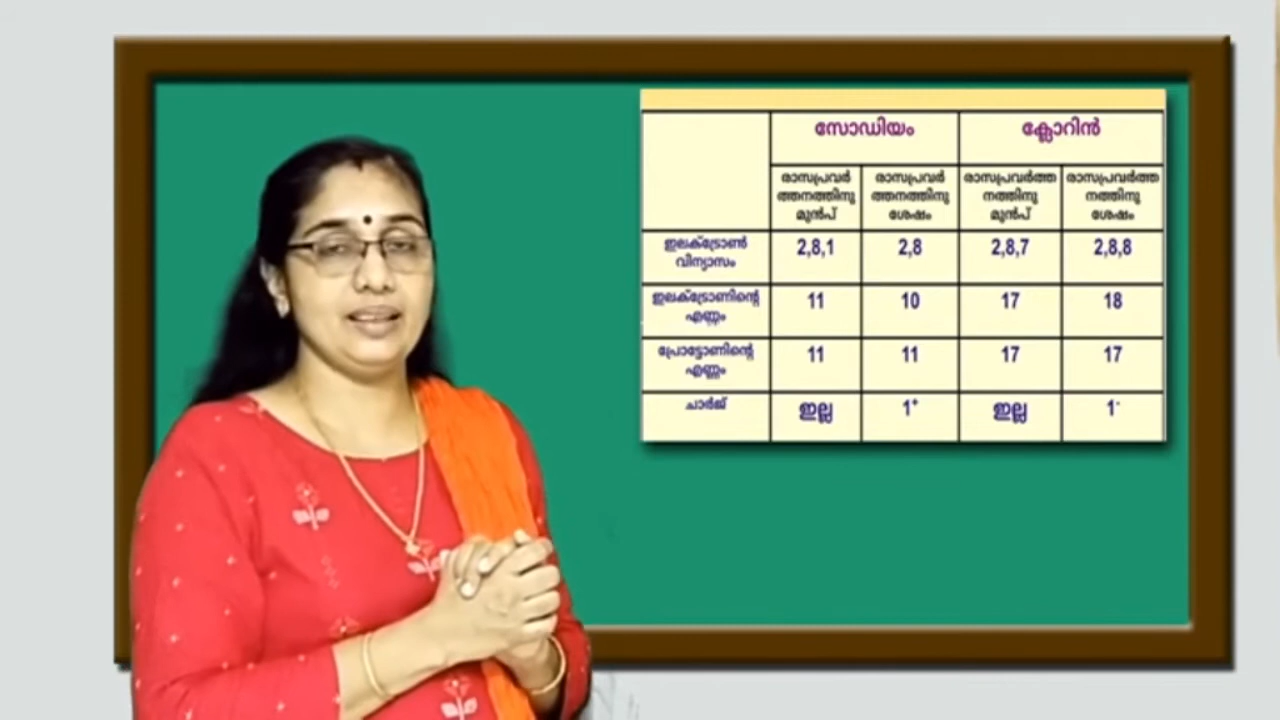 സോഡിയം ക്ലോറിൻ
രാസപ്രവർ രാസപ്രവർ രാസപ്രവർത്ത രാസപ്രവർത്ത
ത്തനത്തിനു ത്തനത്തിനു നത്തിനു നത്തിനു
മുൻപ് ശേഷം മുൻപ് ശേഷം
ഇലക്ട്രോൺ 2,8,1 2,8 2,8,7 2,8,8
വിന്യാസം
ഇലക്ട്രോണിന്റെ 11 10 17 18
എണ്ണം
പ്രോട്ടോണിന്റെ 11 11 17 17
എണ്ണം
ചാർജ് ഇല്ല 1⁺ ഇല്ല 1⁻